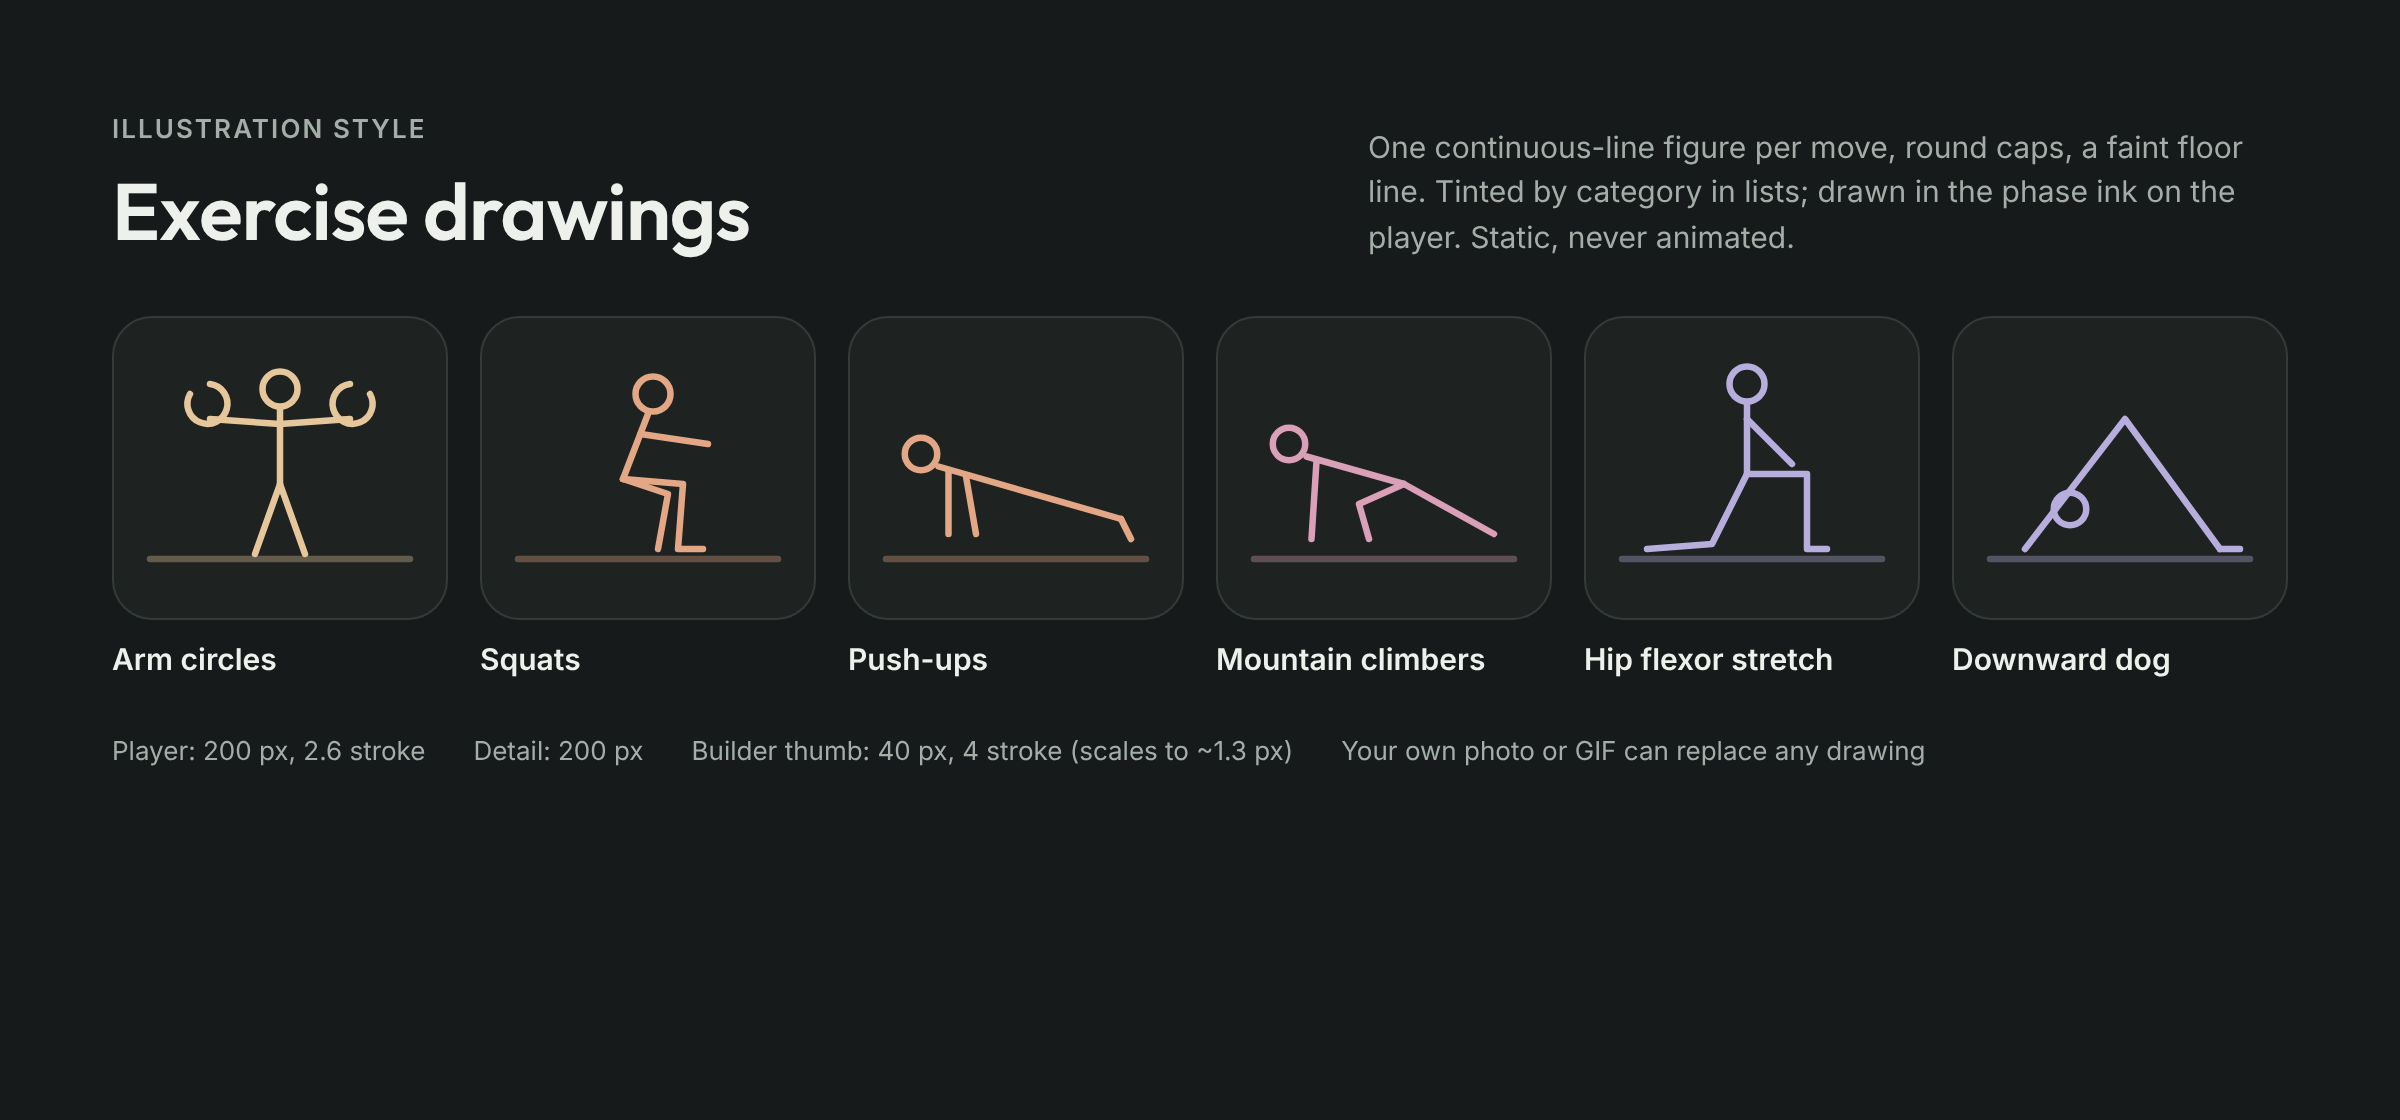 ILLUSTRATION STYLE
Exercise drawings
One continuous-line figure per move, round caps, a faint floor
line. Tinted by category in lists; drawn in the phase ink on the
player. Static, never animated.
Arm circles
Squats
Push-ups
Mountain climbers
Hip flexor stretch
Downward dog
Player: 200 px, 2.6 stroke
Detail: 200 px
Builder thumb: 40 px, 4 stroke (scales to ~1.3 px)
Your own photo or GIF can replace any drawing